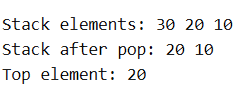 Stack elements: 30 20 10
Stack after pop: 20 10
Top element: 20